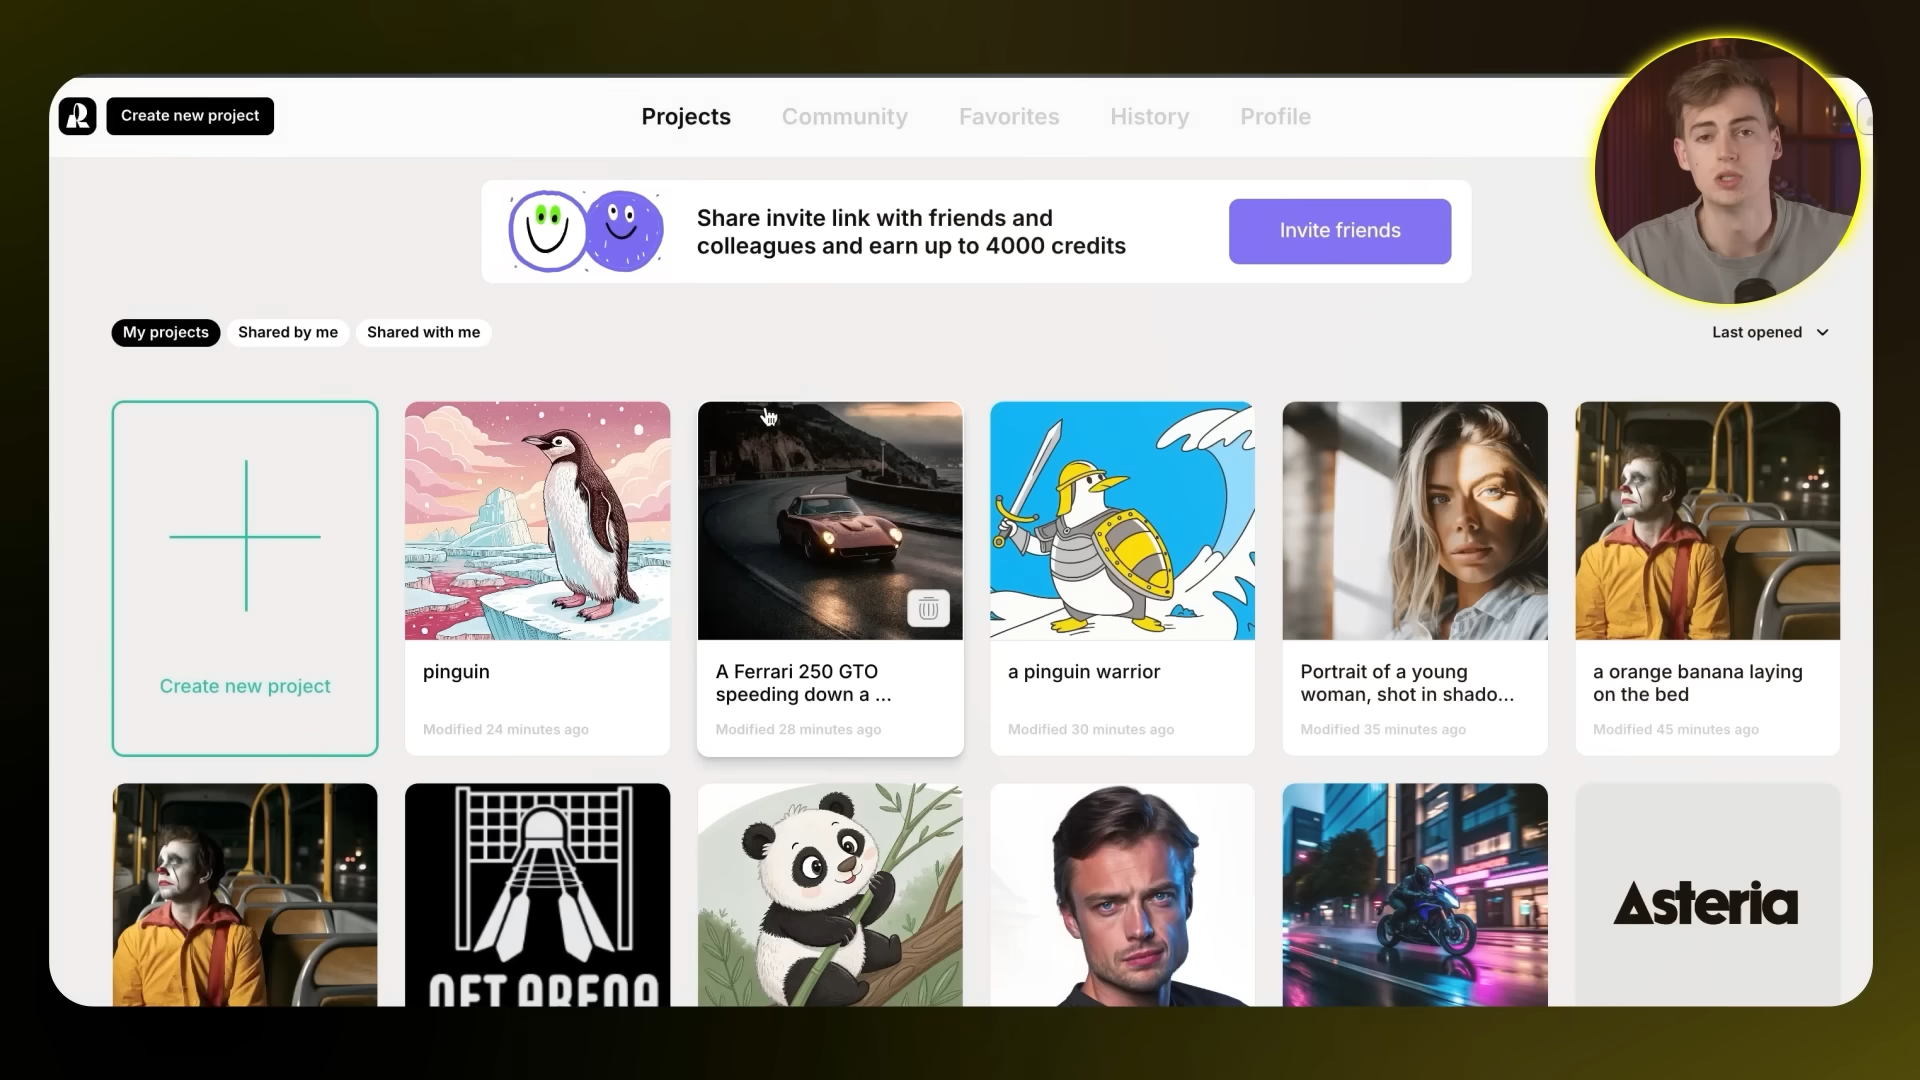 Create new project
Projects
Community
Favorites
History
Profile
Share invite link with friends and
colleagues and earn up to 4000 credits
Invite friends
My projects
Shared by me
Shared with me
Last opened
Create new project
pinguin
Modified 24 minutes ago
A Ferrari 250 GTO
speeding down a ...
Modified 28 minutes ago
a pinguin warrior
Modified 30 minutes ago
Portrait of a young
woman, shot in shado...
Modified 35 minutes ago
a orange banana laying
on the bed
Modified 45 minutes ago
ARENA
Asteria